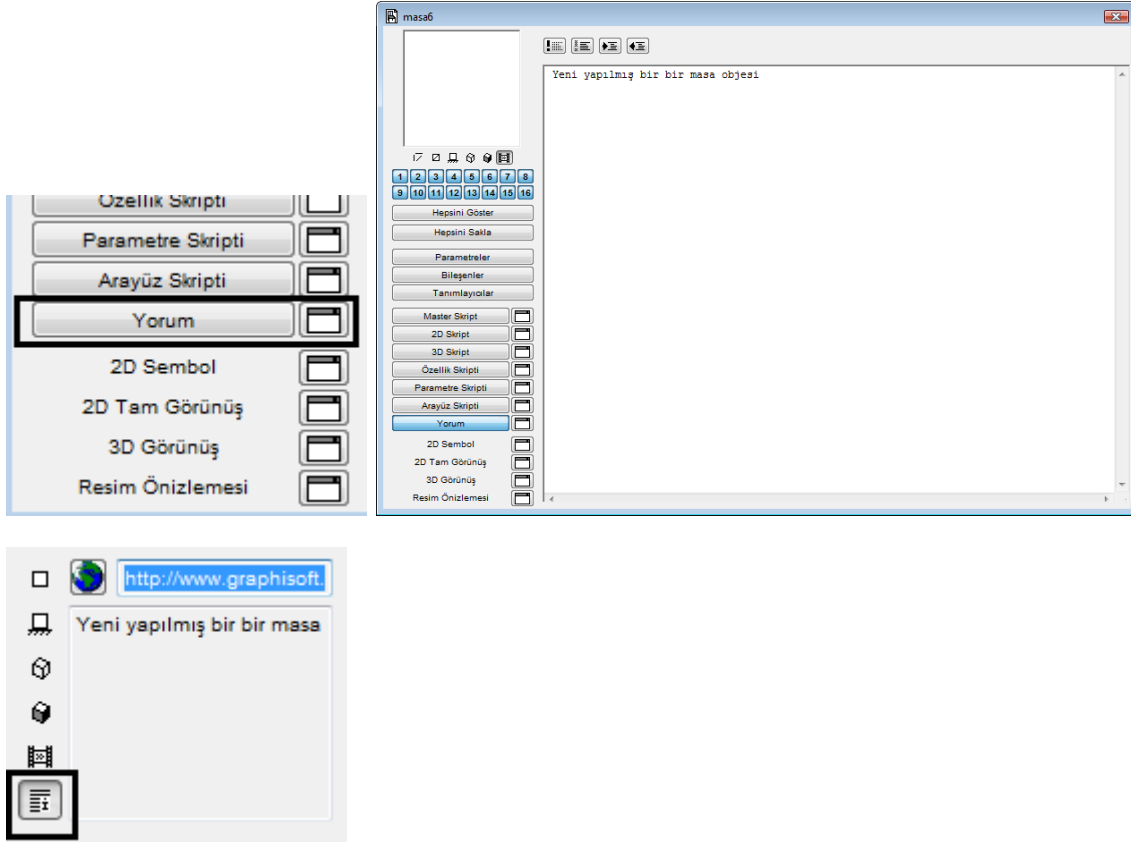 masa6
Yeni yapılmış bir bir masa objesi
1 2 3 4 5 6 7 8
9 10 11 12 13 14 15 16
Hepsini Göster
Hepsini Sakla
Parametreler
Bileşenler
Tanımlayıcılar
Master Skript
2D Skript
3D Skript
Özellik Skripti
Parametre Skripti
Arayüz Skripti
Yorum
2D Sembol
2D Tam Görünüş
3D Görünüş
Resim Önizlemesi
Özellik Skripti
Parametre Skripti
Arayüz Skripti
Yorum
2D Sembol
2D Tam Görünüş
3D Görünüş
Resim Önizlemesi
http://www.graphisoft.
Yeni yapılmış bir bir masa